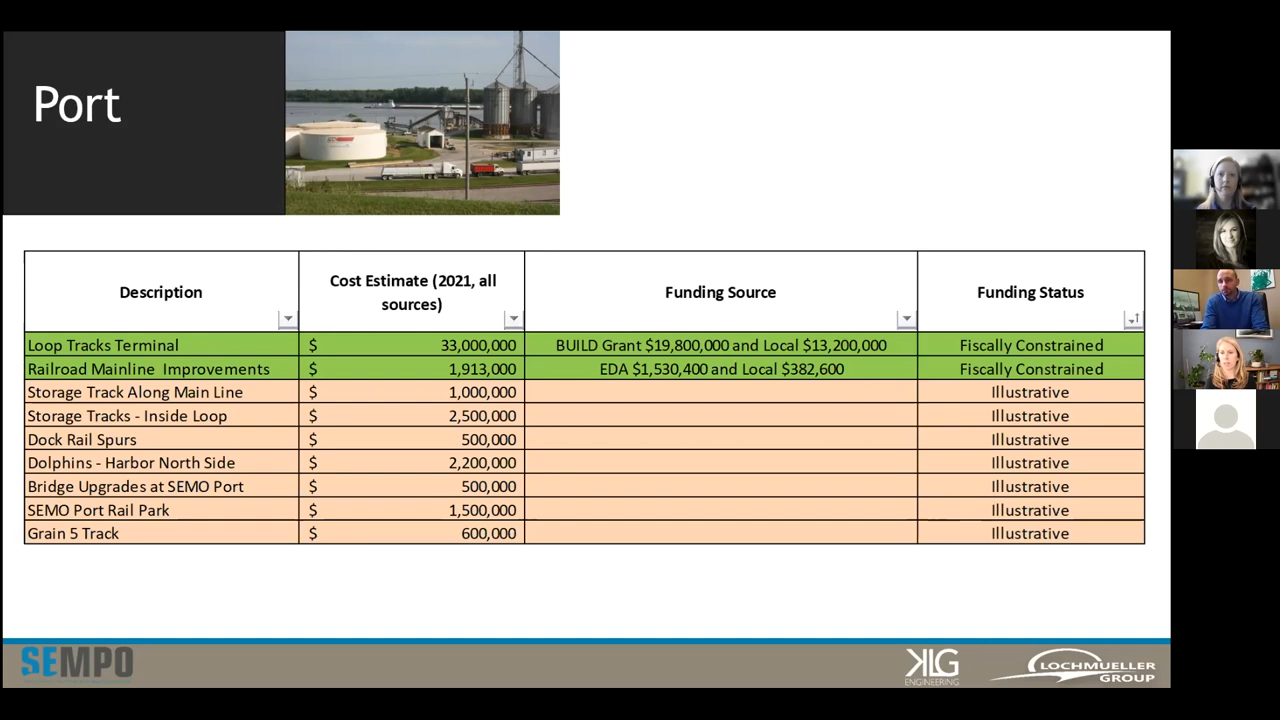 Port
Description
Cost Estimate (2021, all
sources)
Funding Source
Funding Status
Loop Tracks Terminal $ 33,000,000 BUILD Grant $19,800,000 and Local $13,200,000 Fiscally Constrained
Railroad Mainline Improvements $ 1,913,000 EDA $1,530,400 and Local $382,600 Fiscally Constrained
Storage Track Along Main Line $ 1,000,000 Illustrative
Storage Tracks - Inside Loop $ 2,500,000 Illustrative
Dock Rail Spurs $ 500,000 Illustrative
Dolphins - Harbor North Side $ 2,200,000 Illustrative
Bridge Upgrades at SEMO Port $ 500,000 Illustrative
SEMO Port Rail Park $ 1,500,000 Illustrative
Grain 5 Track $ 600,000 Illustrative
SEMPO
KLG
ENGINEERING
LOCHMUELLER
GROUP